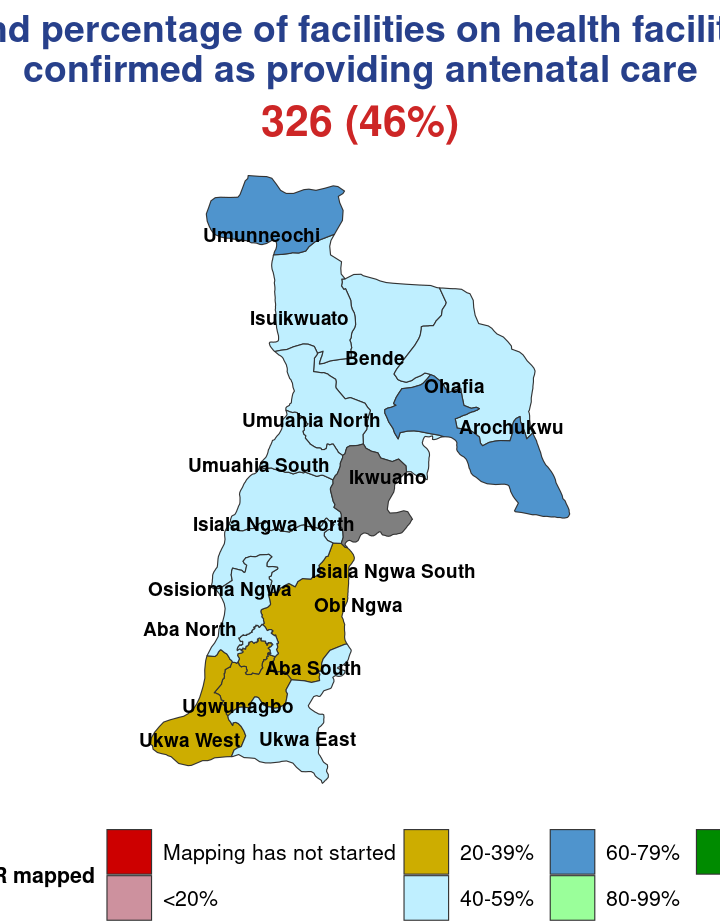 percentage of facilities on health
confirmed as providing antenatal care
326 (46%)
Umunneochi
Isuikwuato
Bende
Ohafia
Umuahia North
Arochukwu
Umuahia South
Ikwuano
Isiala Ngwa North
Isiala Ngwa South
Osisioma Ngwa
Obi Ngwa
Aba North
Aba South
Ugwunagbo
Ukwa West
Ukwa East
mapped
Mapping has not started
20-39%
60-79%
<20%
40-59%
80-99%